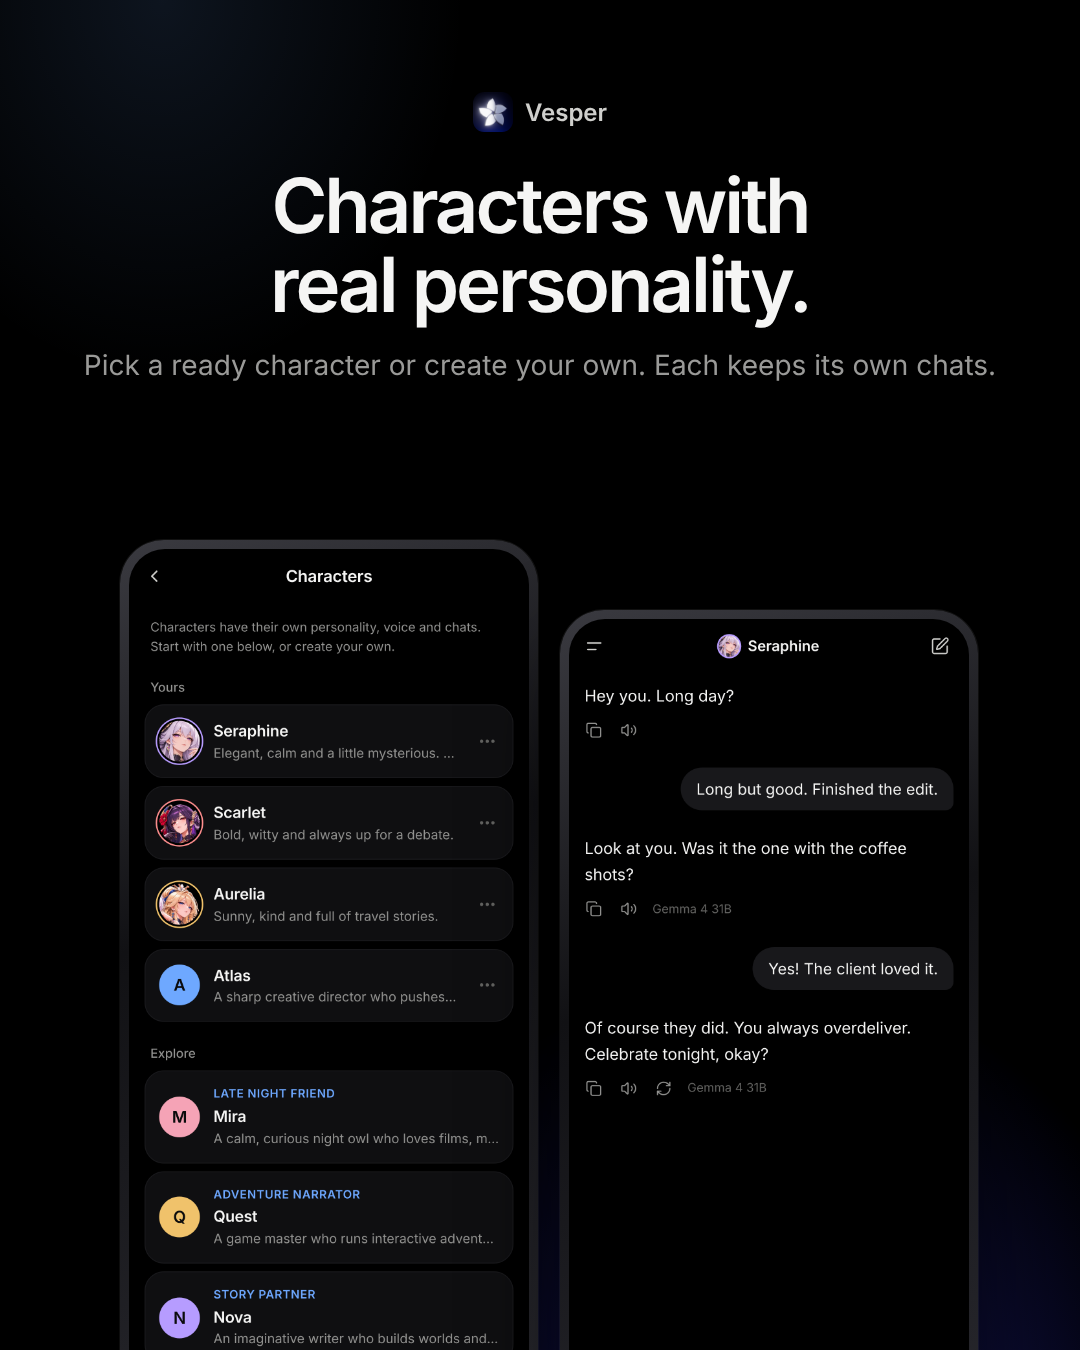 Vesper
Characters with
real personality.
Pick a ready character or create your own. Each keeps its own chats.
Characters
Characters have their own personality, voice and chats.
Start with one below, or create your own.
Yours
Seraphine
Elegant, calm and a little mysterious. ...
Scarlet
Bold, witty and always up for a debate.
Aurelia
Sunny, kind and full of travel stories.
A
Atlas
A sharp creative director who pushes...
Explore
LATE NIGHT FRIEND
M
Mira
A calm, curious night owl who loves films, m...
ADVENTURE NARRATOR
Q
Quest
A game master who runs interactive advent...
STORY PARTNER
N
Nova
An imaginative writer who builds worlds and...
Seraphine
Hey you. Long day?
Long but good. Finished the edit.
Look at you. Was it the one with the coffee
shots?
Gemma 4 31B
Yes! The client loved it.
Of course they did. You always overdeliver.
Celebrate tonight, okay?
Gemma 4 31B